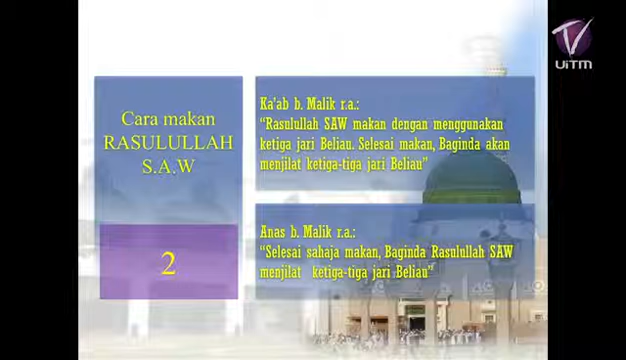 TV
UiTM
Cara makan
RASULULLAH
S.A.W
2
Ka'ab b. Malik r.a.:
"Rasulullah SAW makan dengan menggunakan
ketiga jari Beliau. Selesai makan, Baginda akan
menjilat ketiga-tiga jari Beliau"
Anas b. Malik r.a.:
"Selesai sahaja makan, Baginda Rasulullah SAW
menjilat ketiga-tiga jari Beliau"